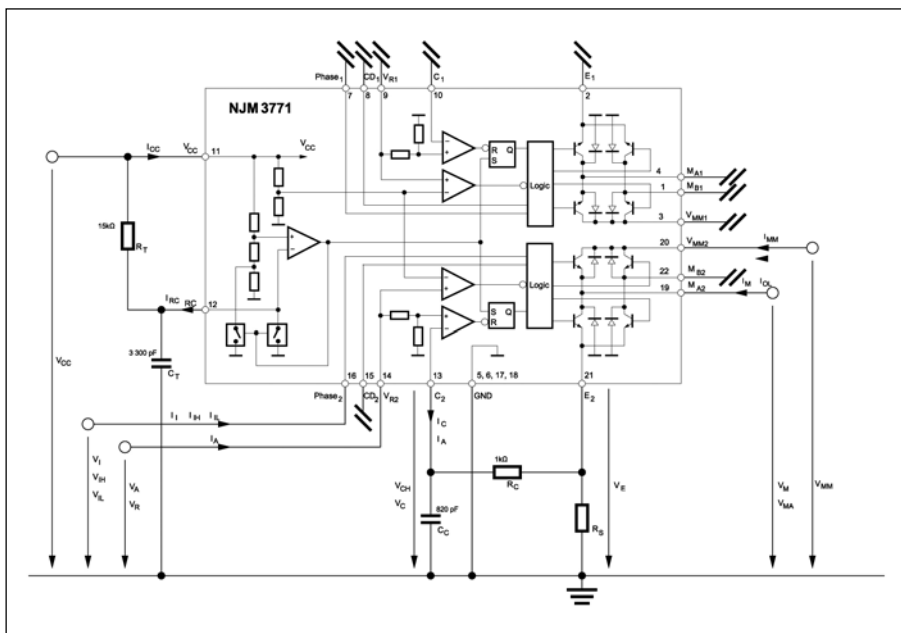 Phase1 CD1 VR1 C1 E1
7 8 9 10 2
NJM 3771
ICC VCC 11 VCC
R Q
S
4 MA1
Logic
1 MB1
15kΩ
3 VMM1
RT
20 VMM2 IMM
22 MB2
Logic
IM IOL
19 MA2
IRC RC 12
S Q
R
3 300 pF
CT
VCC
16 15 14 13 5, 6, 17, 18 21
Phase2 CD2 VR2 C2 GND E2
II IIH IIL
IC
IA
IA
1kΩ
RC
VI
VIH
VIL
VA
VR
VCH
VC
820 pF
CC
VE
RS
VM
VMA
VMM